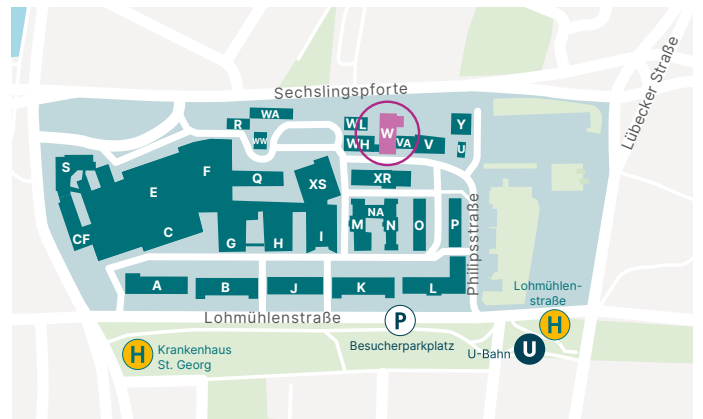 Sechslingspforte
Lübecker Straße
WA
R
WW
WL
W
WH
VA
V
Y
U
S
F
E
Q
XS
XR
NA
M
N
O
P
CF
C
G
H
I
Philipsstraße
A
B
J
K
L
Lohmühlen-
straße
H
Lohmühlenstraße
P
Besucherparkplatz
U-Bahn
U
H
Krankenhaus
St. Georg